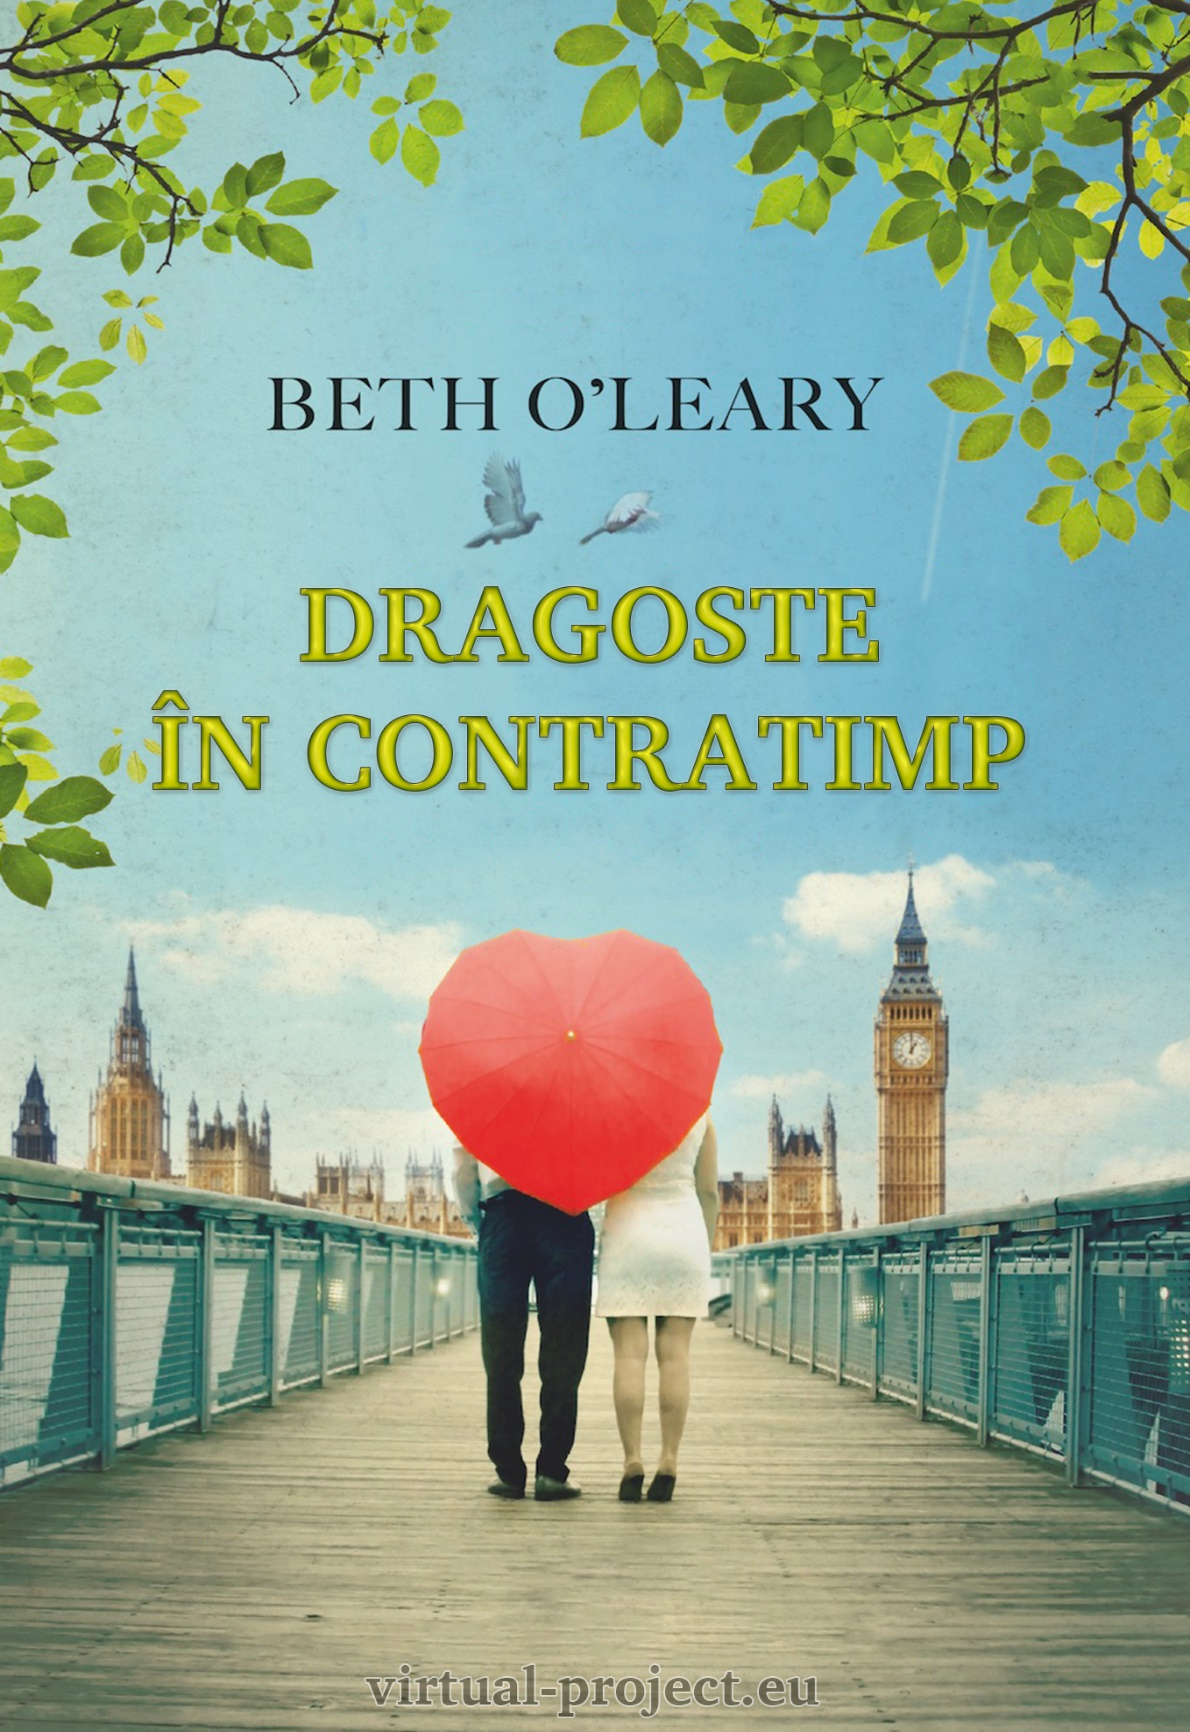 BETH O’LEARY
DRAGOSTE
ÎN CONTRATIMP
virtual-project.eu